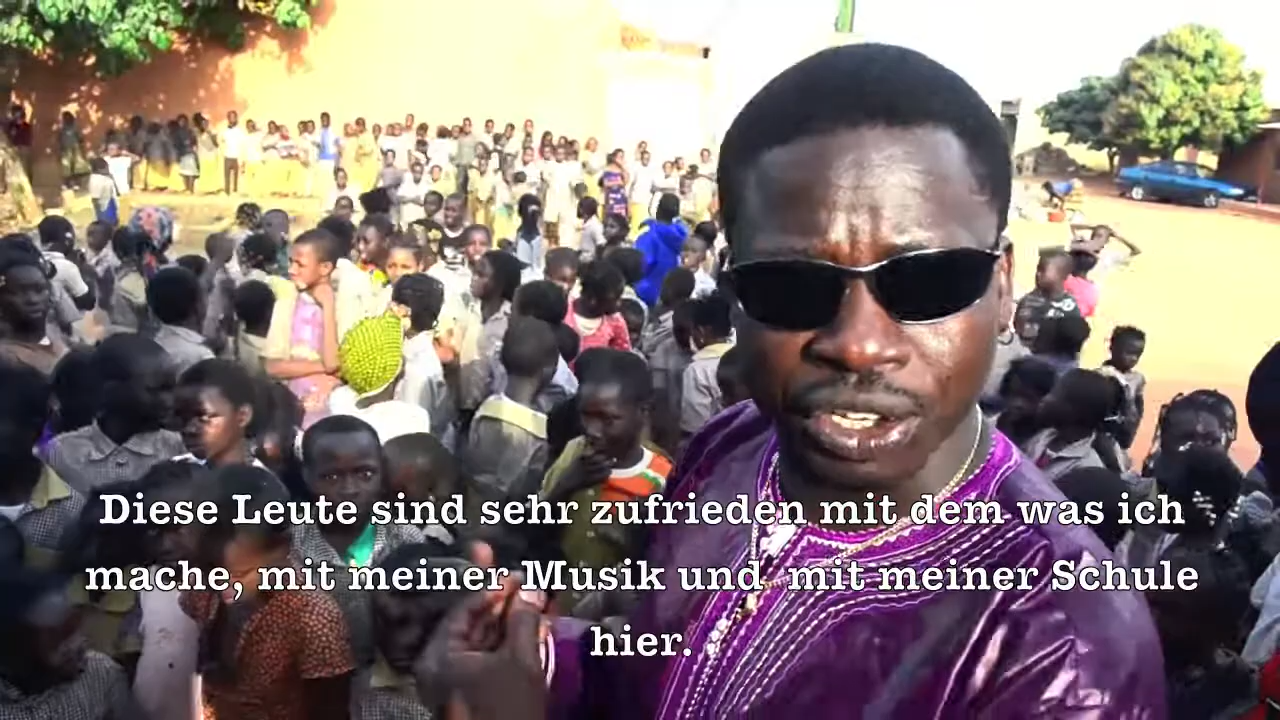 Diese Leute sind sehr zufrieden mit dem was ich
mache, mit meiner Musik und  mit meiner Schule
hier.